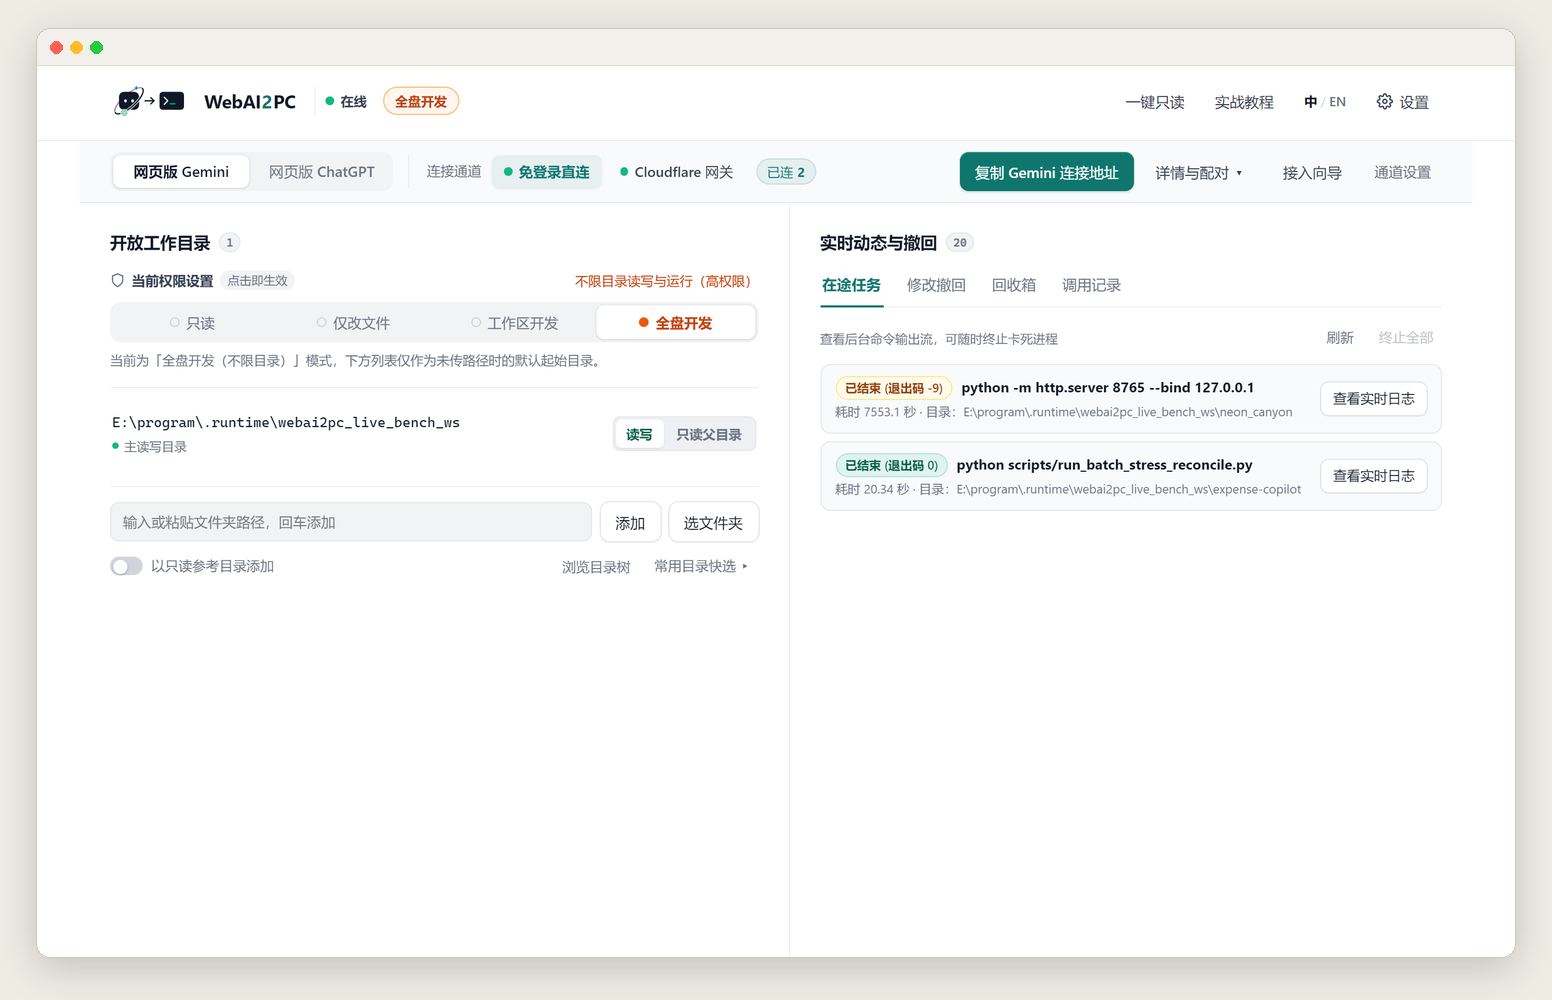 WebAI2PC 在线 全盘开发 一键只读 实战教程 中 / EN 设置
网页版 Gemini 网页版 ChatGPT 连接通道 免登录直连 Cloudflare 网关 已连 2 复制 Gemini 连接地址 详情与配对 ▾ 接入向导 通道设置
开放工作目录 1
当前权限设置 点击即生效 不限目录读写与运行（高权限）
只读 仅改文件 工作区开发 全盘开发
当前为「全盘开发（不限目录）」模式，下方列表仅作为未传路径时的默认起始目录。
E:\program\.runtime\webai2pc_live_bench_ws
主读写目录
读写 只读父目录
输入或粘贴文件夹路径，回车添加 添加 选文件夹
以只读参考目录添加 浏览目录树 常用目录快选 ▸
实时动态与撤回 20
在途任务 修改撤回 回收箱 调用记录
查看后台命令输出流，可随时终止卡死进程 刷新 终止全部
已结束 (退出码 -9) python -m http.server 8765 --bind 127.0.0.1
耗时 7553.1 秒 · 目录：E:\program\.runtime\webai2pc_live_bench_ws\neon_canyon
查看实时日志
已结束 (退出码 0) python scripts/run_batch_stress_reconcile.py
耗时 20.34 秒 · 目录：E:\program\.runtime\webai2pc_live_bench_ws\expense-copilot
查看实时日志